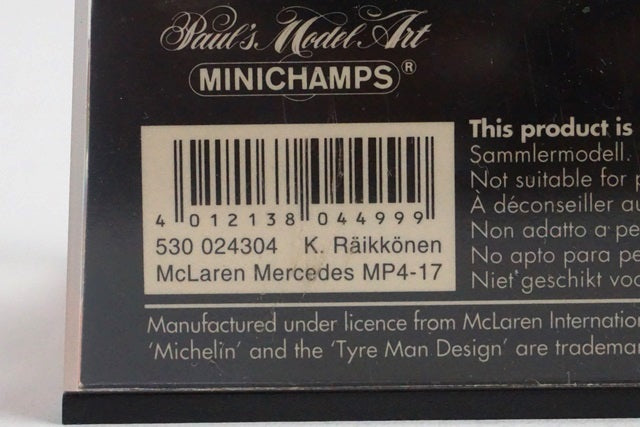 Paul's Model Art
MINICHAMPS®
4 012138 044999
530 024304 K. Räikkönen
McLaren Mercedes MP4-17
This product is
Sammlermodell.
Not suitable for
À déconseiller
Non adatto a
No apto para
Niet geschikt
Manufactured under licence from McLaren
'Michelin' and the 'Tyre Man Design' are